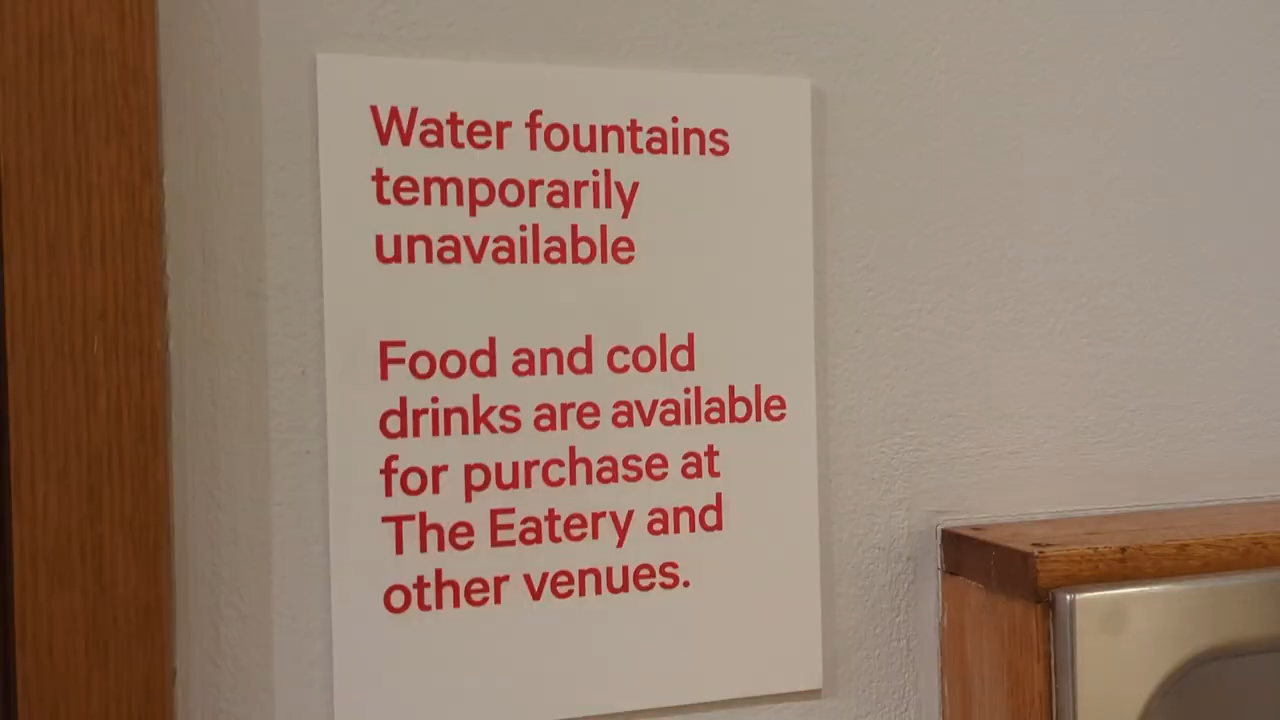 Water fountains
temporarily
unavailable
Food and cold
drinks are available
for purchase at
The Eatery and
other venues.